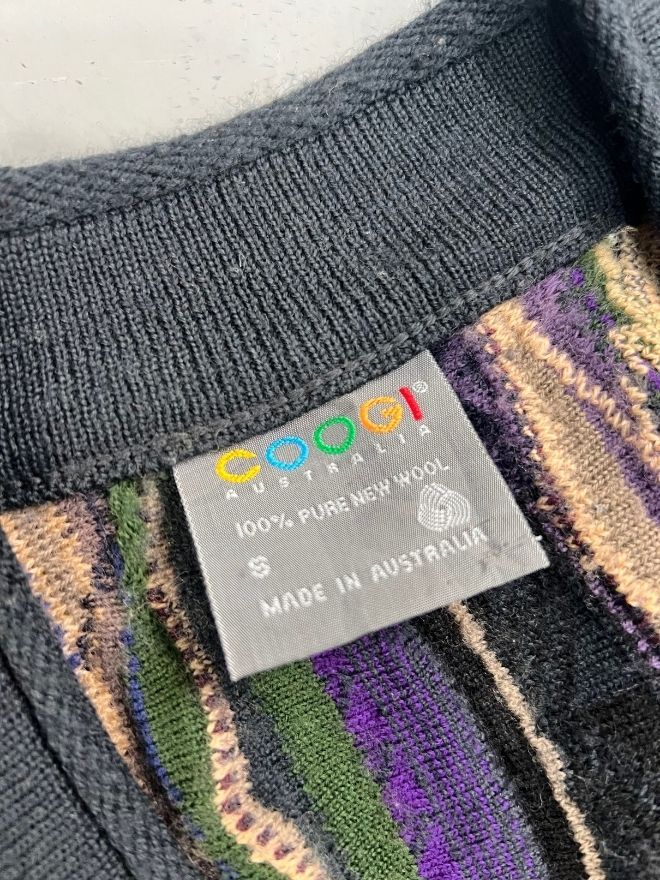 COOGI®
AUSTRALIA
100% PURE NEW WOOL
S
MADE IN AUSTRALIA